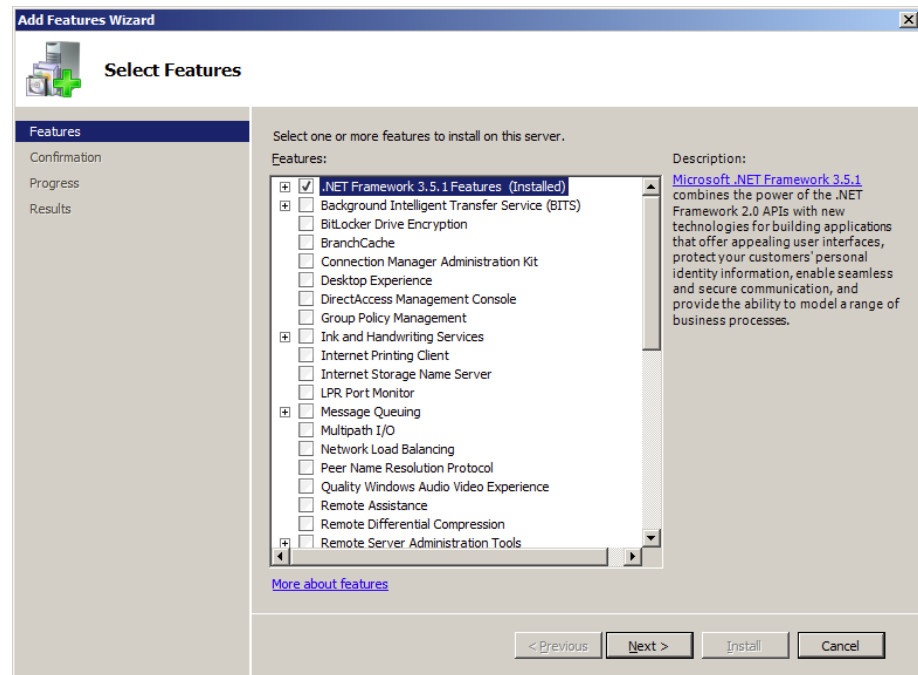 Add Features Wizard
Select Features
Features
Confirmation
Progress
Results
Select one or more features to install on this server.
Features:
.NET Framework 3.5.1 Features (Installed)
Background Intelligent Transfer Service (BITS)
BitLocker Drive Encryption
BranchCache
Connection Manager Administration Kit
Desktop Experience
DirectAccess Management Console
Group Policy Management
Ink and Handwriting Services
Internet Printing Client
Internet Storage Name Server
LPR Port Monitor
Message Queuing
Multipath I/O
Network Load Balancing
Peer Name Resolution Protocol
Quality Windows Audio Video Experience
Remote Assistance
Remote Differential Compression
Remote Server Administration Tools
More about features
Description:
Microsoft .NET Framework 3.5.1
combines the power of the .NET
Framework 2.0 APIs with new
technologies for building applications
that offer appealing user interfaces,
protect your customers' personal
identity information, enable seamless
and secure communication, and
provide the ability to model a range of
business processes.
< Previous
Next >
Install
Cancel